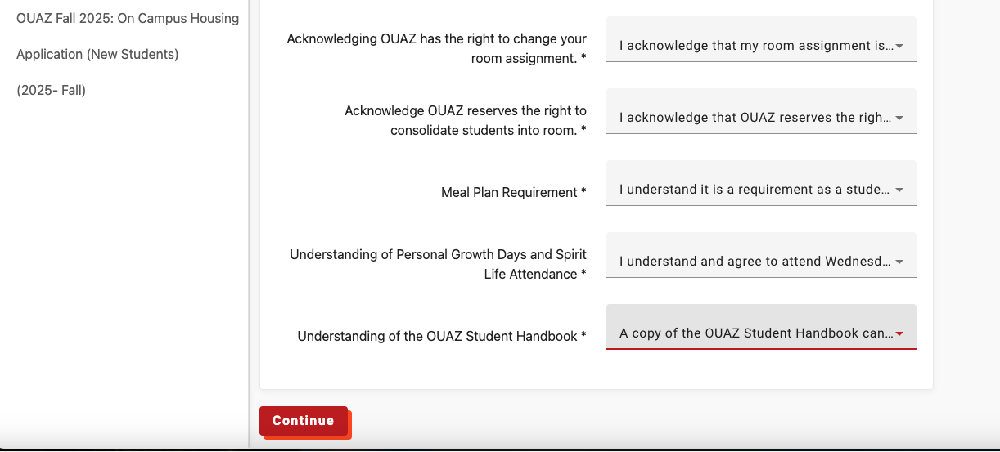 OUAZ Fall 2025: On Campus Housing
Application (New Students)
(2025- Fall)
Acknowledging OUAZ has the right to change your
room assignment. *
I acknowledge that my room assignment is...
Acknowledge OUAZ reserves the right to
consolidate students into room. *
I acknowledge that OUAZ reserves the righ...
Meal Plan Requirement *
I understand it is a requirement as a stude...
Understanding of Personal Growth Days and Spirit
Life Attendance *
I understand and agree to attend Wednesd...
Understanding of the OUAZ Student Handbook *
A copy of the OUAZ Student Handbook can...
Continue